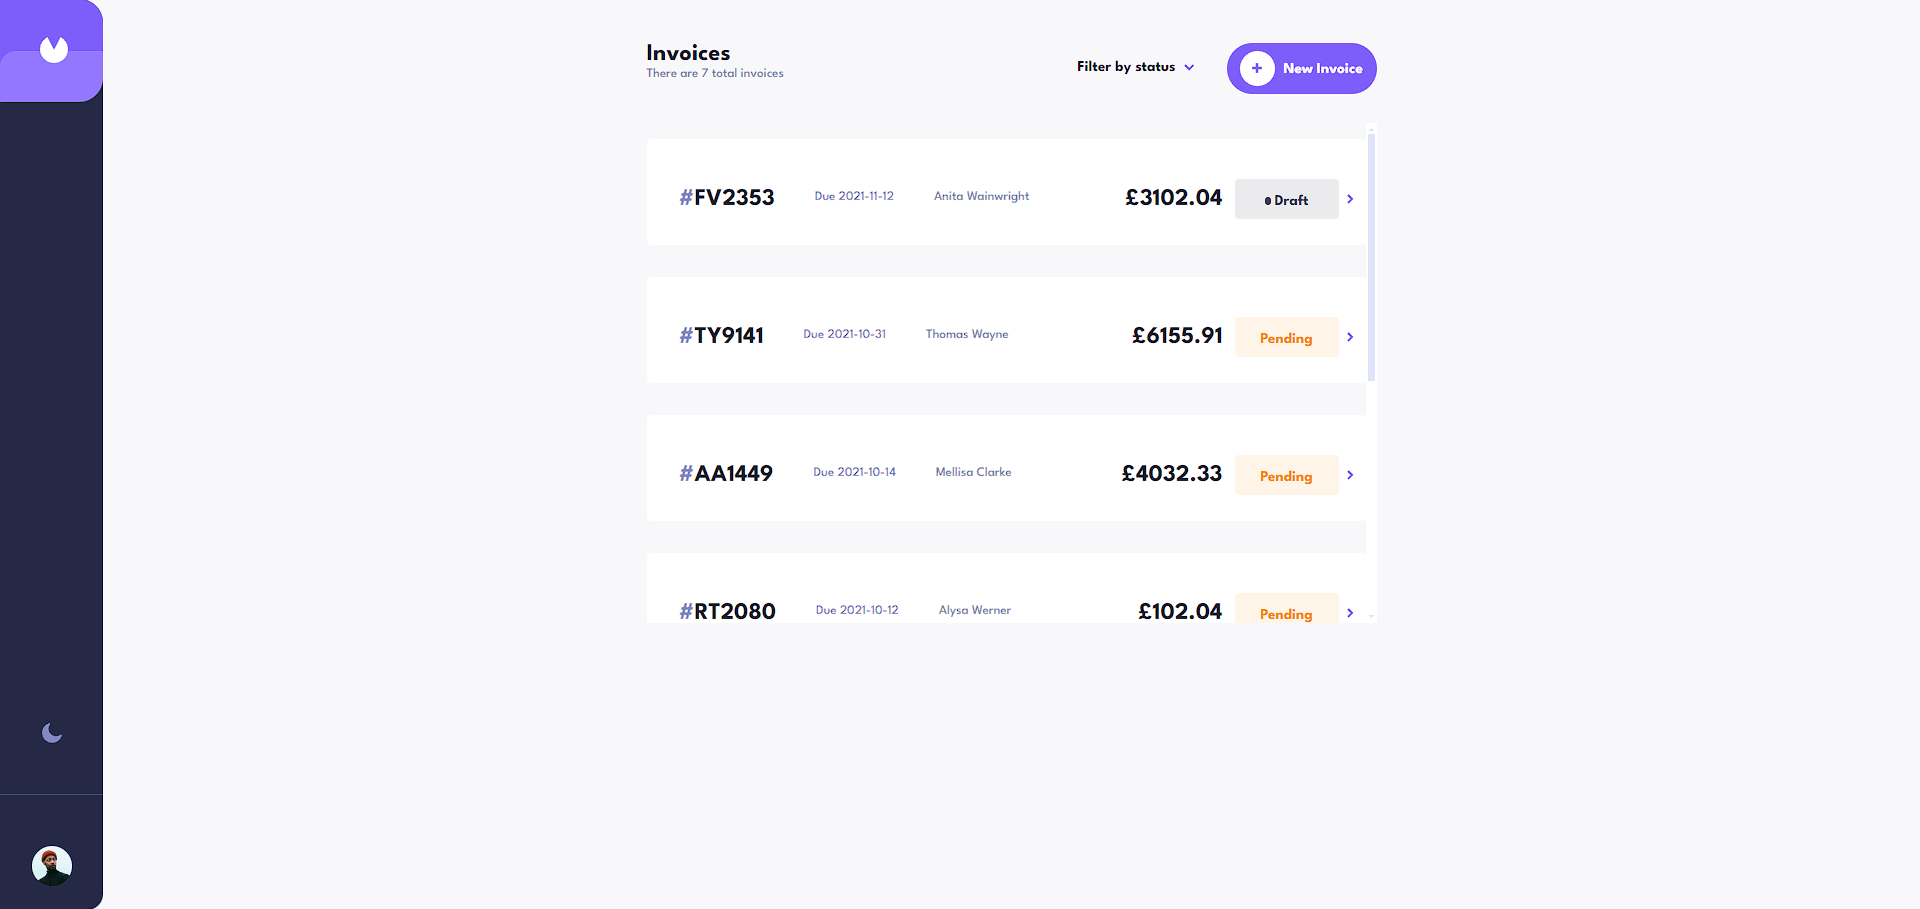 Invoices
There are 7 total invoices
Filter by status
+ New Invoice
#FV2353 Due 2021-11-12 Anita Wainwright £3102.04 Draft
#TY9141 Due 2021-10-31 Thomas Wayne £6155.91 Pending
#AA1449 Due 2021-10-14 Mellisa Clarke £4032.33 Pending
#RT2080 Due 2021-10-12 Alysa Werner £102.04 Pending